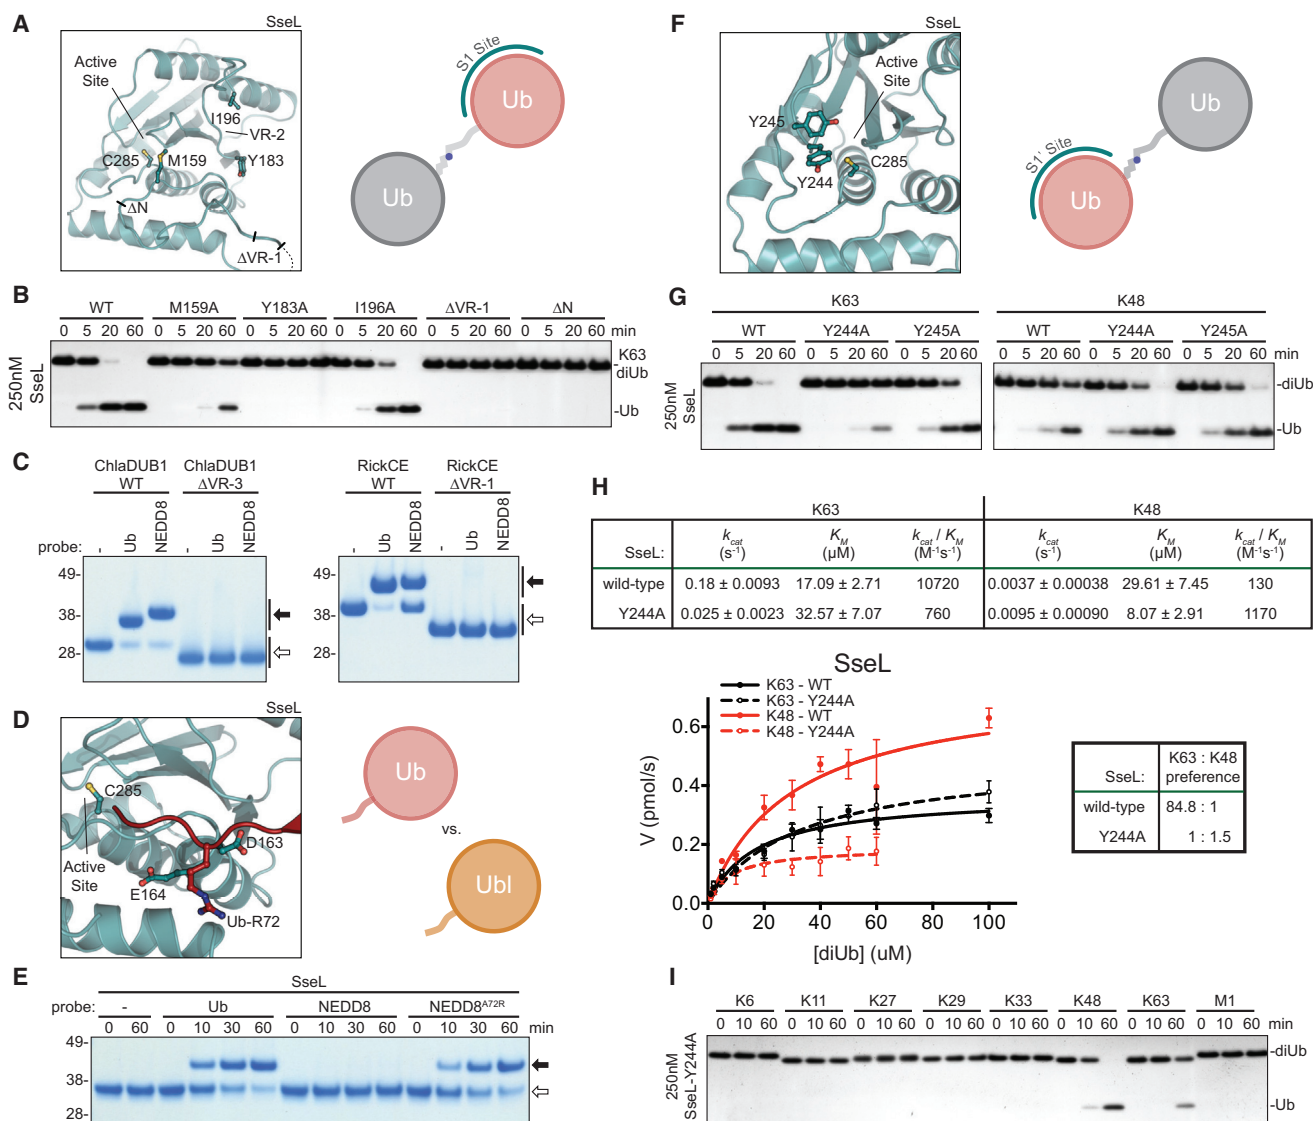 A
SseL
Active
Site
I196
VR-2
C285
M159
Y183
ΔN
ΔVR-1
S1 Site
Ub
Ub
B
WT M159A Y183A I196A ΔVR-1 ΔN
0 5 20 60 0 5 20 60 0 5 20 60 0 5 20 60 0 5 20 60 0 5 20 60 min
250nM
SseL
K63
-diUb
-Ub
C
ChlaDUB1
WT
ChlaDUB1
ΔVR-3
RickCE
WT
RickCE
ΔVR-1
probe: - Ub NEDD8 - Ub NEDD8 - Ub NEDD8 - Ub NEDD8
49-
38-
28-
49-
38-
28-
D
SseL
C285
Active
Site
D163
E164
Ub-R72
Ub
vs.
Ubl
E
SseL
probe: - Ub NEDD8 NEDD8A72R
0 60 0 10 30 60 0 10 30 60 0 10 30 60 min
49-
38-
28-
F
SseL
Active
Site
Y245
Y244
C285
S1' Site
Ub
Ub
G
K63 K48
WT Y244A Y245A WT Y244A Y245A
0 5 20 60 0 5 20 60 0 5 20 60 0 5 20 60 0 5 20 60 0 5 20 60 min
250nM
SseL
-diUb
-Ub
H
K63 K48
SseL: kcat (s-1) KM (μM) kcat / KM (M-1s-1) kcat (s-1) KM (μM) kcat / KM (M-1s-1)
wild-type 0.18 ± 0.0093 17.09 ± 2.71 10720 0.0037 ± 0.00038 29.61 ± 7.45 130
Y244A 0.025 ± 0.0023 32.57 ± 7.07 760 0.0095 ± 0.00090 8.07 ± 2.91 1170
SseL
K63 - WT
K63 - Y244A
K48 - WT
K48 - Y244A
V (pmol/s)
0.6
0.4
0.2
0.0
0 20 40 60 80 100
[diUb] (uM)
SseL: K63 : K48
preference
wild-type 84.8 : 1
Y244A 1 : 1.5
I
K6 K11 K27 K29 K33 K48 K63 M1
0 10 60 0 10 60 0 10 60 0 10 60 0 10 60 0 10 60 0 10 60 0 10 60 min
250nM
SseL-Y244A
-diUb
-Ub